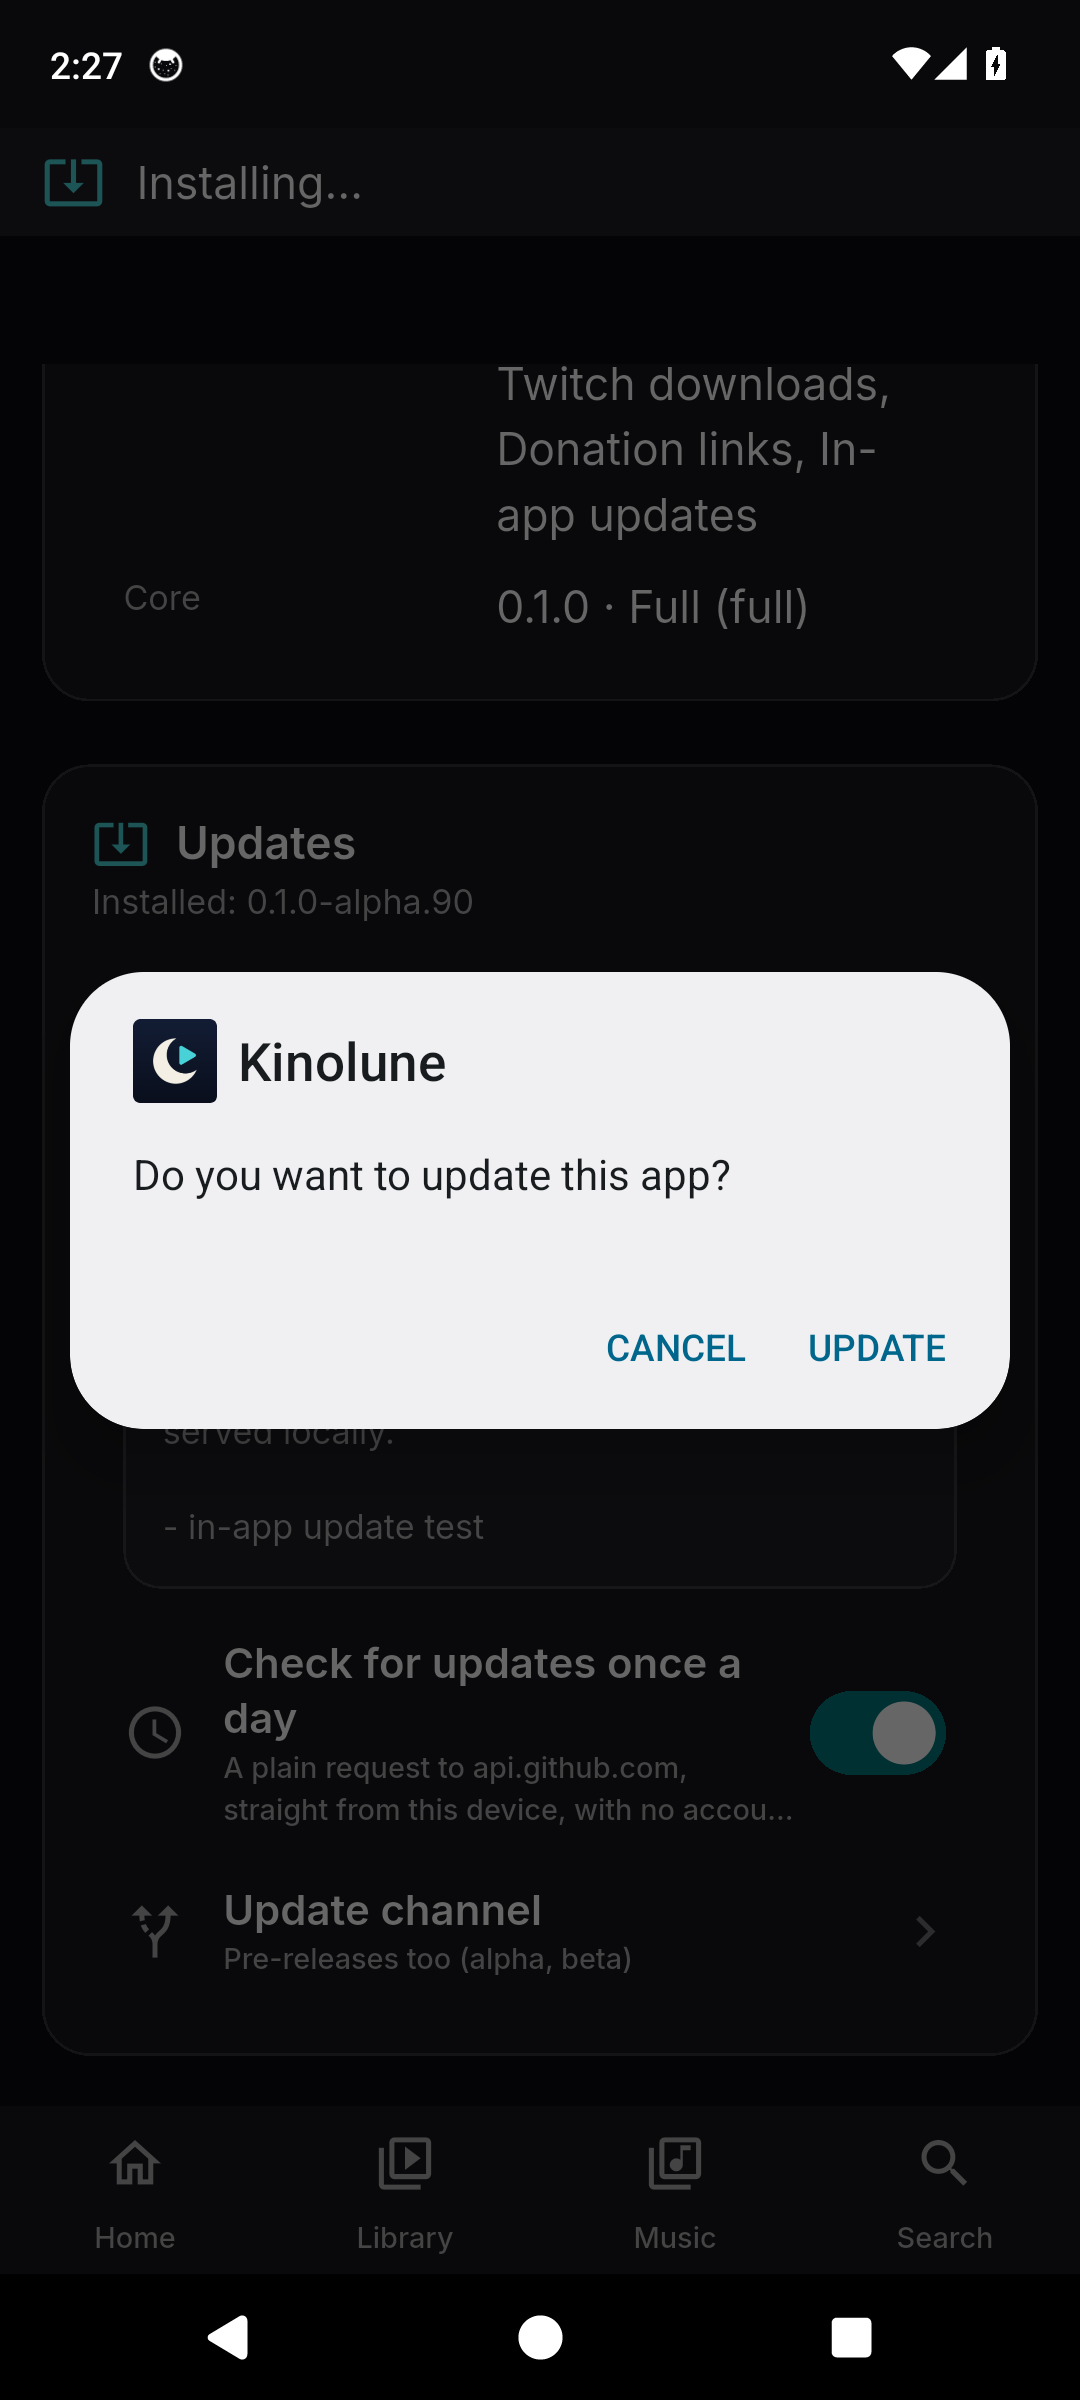 2:27
Installing...
Twitch downloads,
Donation links, In-
app updates
Core
0.1.0 · Full (full)
Updates
Installed: 0.1.0-alpha.90
Kinolune
Do you want to update this app?
CANCEL
UPDATE
served locally.
- in-app update test
Check for updates once a
day
A plain request to api.github.com,
straight from this device, with no accou...
Update channel
Pre-releases too (alpha, beta)
Home
Library
Music
Search